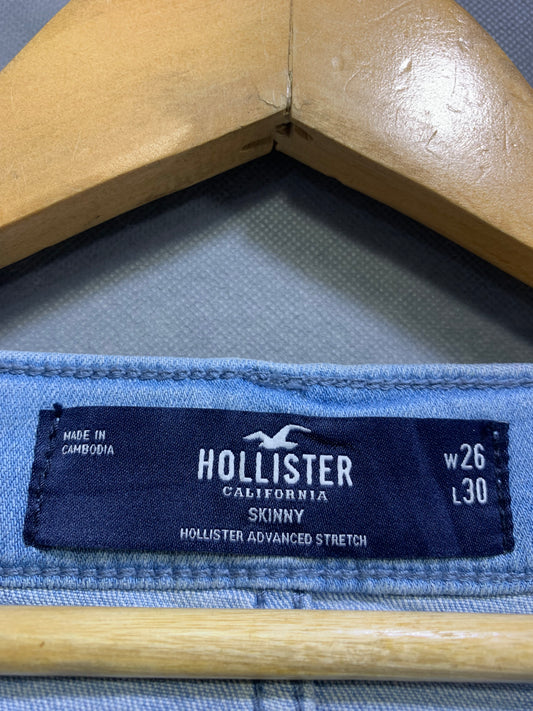 MADE IN
CAMBODIA
HOLLISTER
CALIFORNIA
SKINNY
HOLLISTER ADVANCED STRETCH
W26
L30